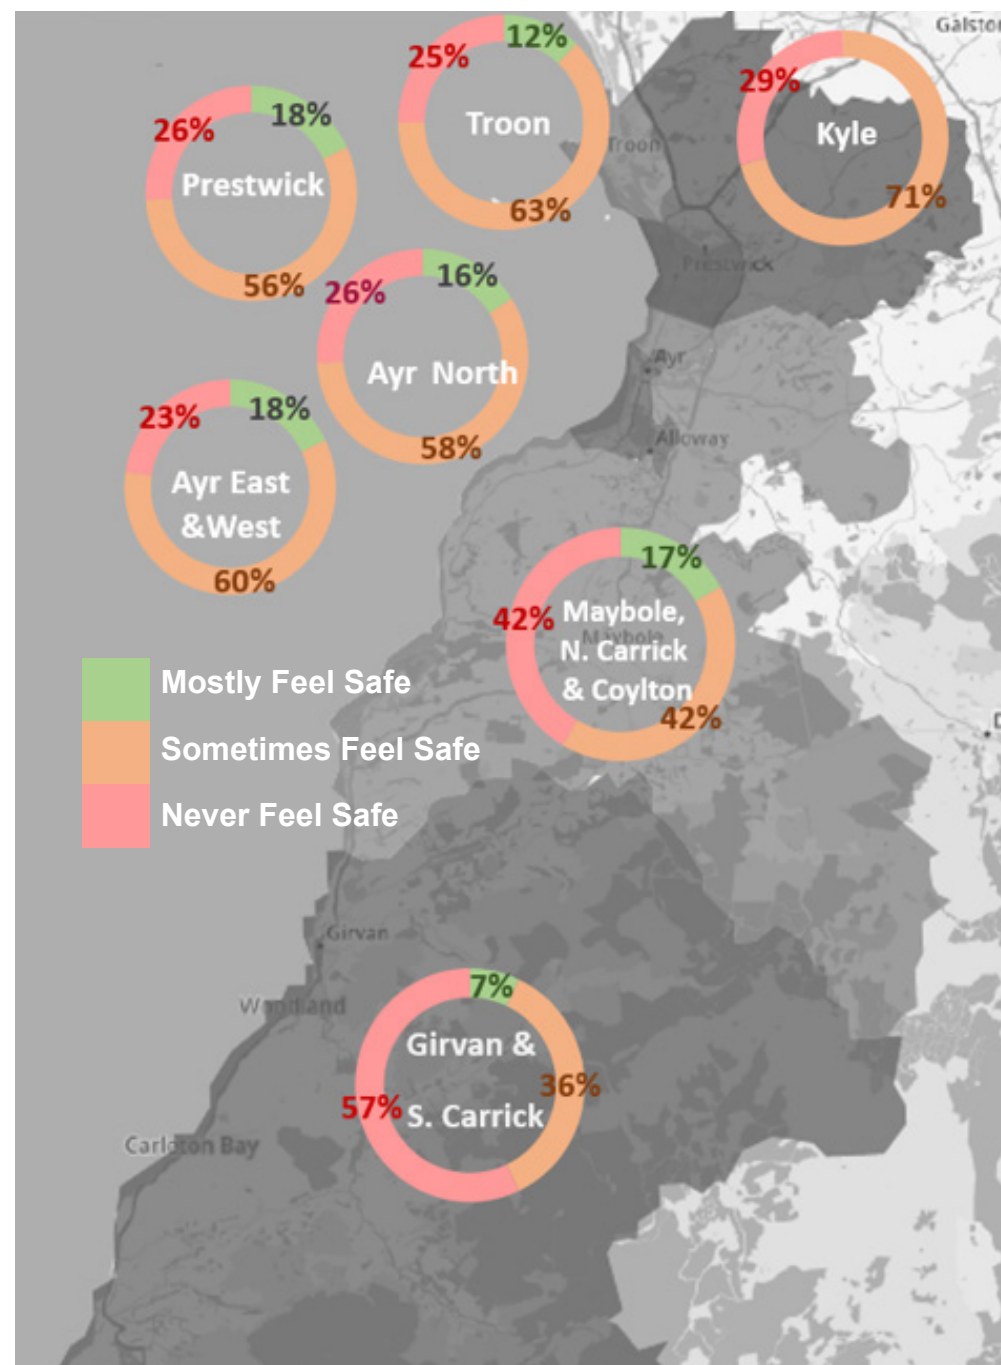 Galston
12%
25%
Troon
63%
29%
Kyle
71%
18%
26%
Prestwick
56%
Troon
Prestwick
16%
26%
Ayr North
58%
Ayr
Alloway
18%
23%
Ayr East
&West
60%
17%
42%
Maybole,
Maybole
N. Carrick
& Coylton
42%
Mostly Feel Safe
Sometimes Feel Safe
Never Feel Safe
Girvan
Woodland
7%
Girvan &
36%
57%
S. Carrick
Carleton Bay